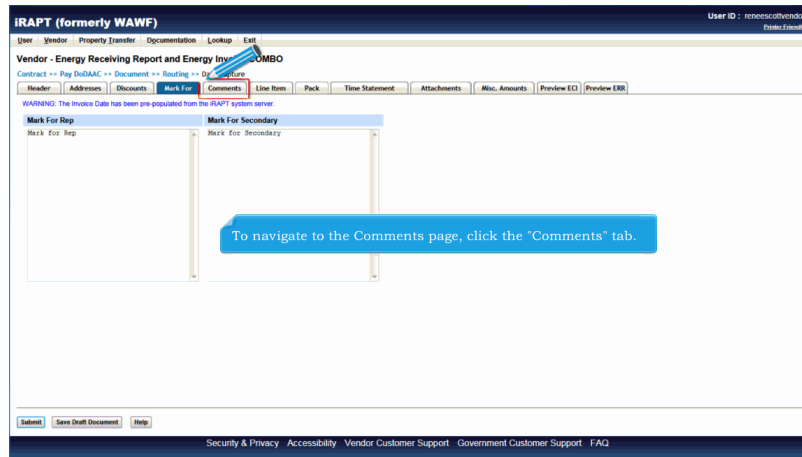 iRAPT (formerly WAWF)
User ID : reneescottvendo
Printer Friendl
User Vendor Property Transfer Documentation Lookup Exit
Vendor - Energy Receiving Report and Energy Invoice COMBO
Contract >> Pay DoDAAC >> Document >> Routing >> Data Capture
Header Addresses Discounts Mark For Comments Line Item Pack Time Statement Attachments Misc. Amounts Preview ECI Preview ERR
WARNING: The Invoice Date has been pre-populated from the iRAPT system server.
Mark For Rep Mark For Secondary
Mark for Rep Mark for Secondary
To navigate to the Comments page, click the "Comments" tab.
Submit Save Draft Document Help
Security & Privacy Accessibility Vendor Customer Support Government Customer Support FAQ